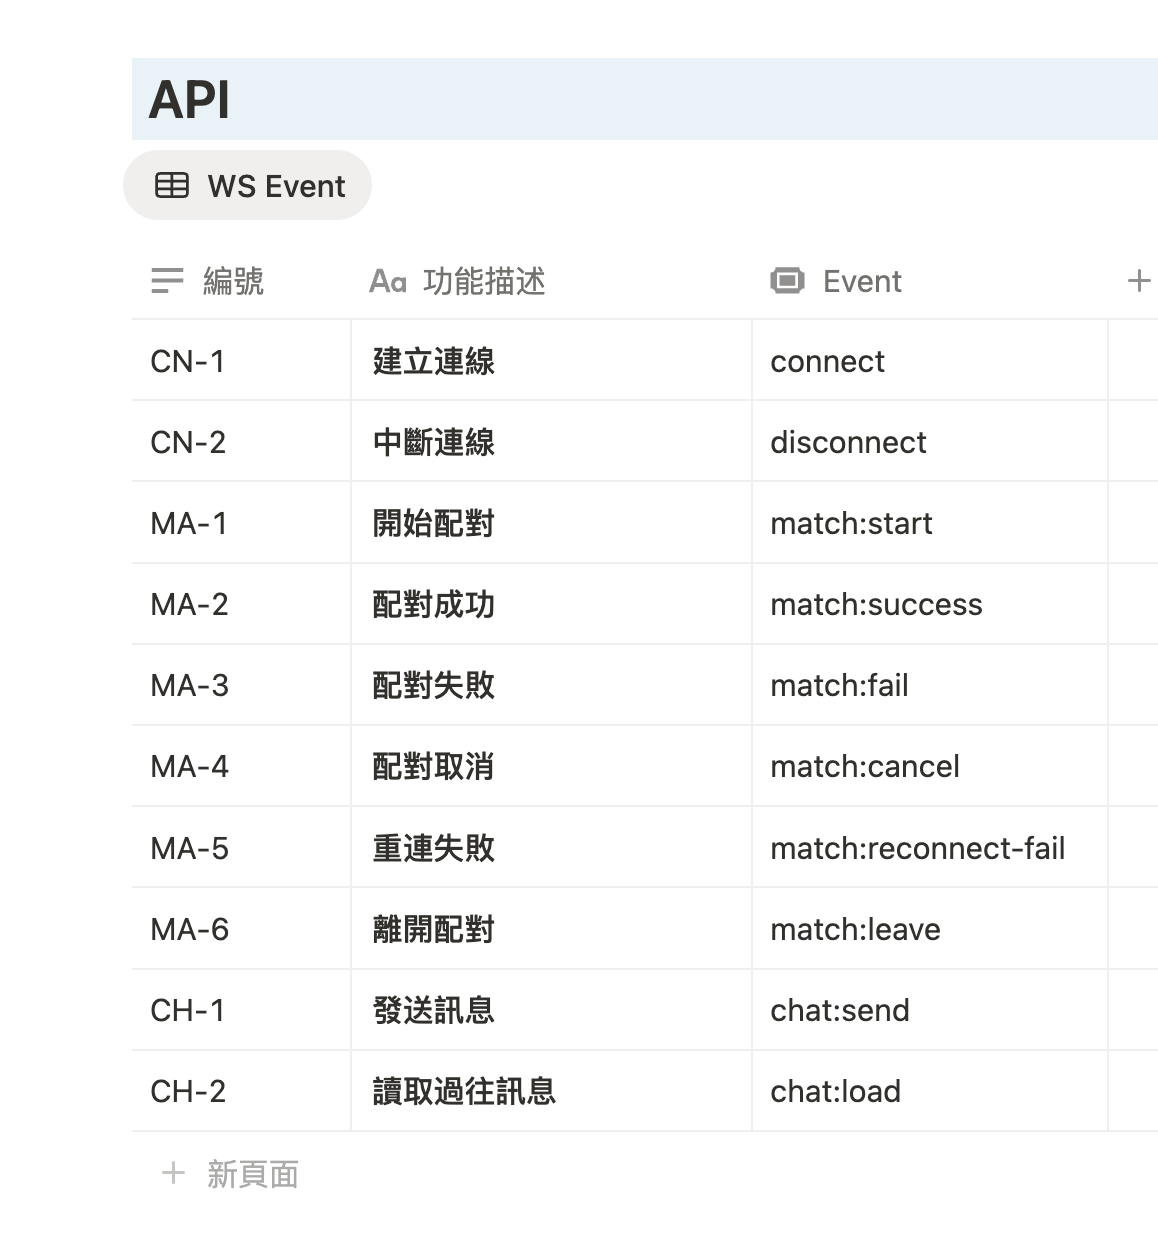 API
WS Event
編號 Aa 功能描述 Event +
CN-1 建立連線 connect
CN-2 中斷連線 disconnect
MA-1 開始配對 match:start
MA-2 配對成功 match:success
MA-3 配對失敗 match:fail
MA-4 配對取消 match:cancel
MA-5 重連失敗 match:reconnect-fail
MA-6 離開配對 match:leave
CH-1 發送訊息 chat:send
CH-2 讀取過往訊息 chat:load
+ 新頁面